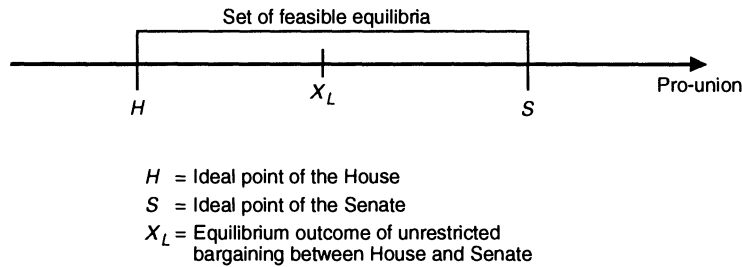 Set of feasible equilibria
H
X_L
S
Pro-union
H = Ideal point of the House
S = Ideal point of the Senate
X_L = Equilibrium outcome of unrestricted
bargaining between House and Senate